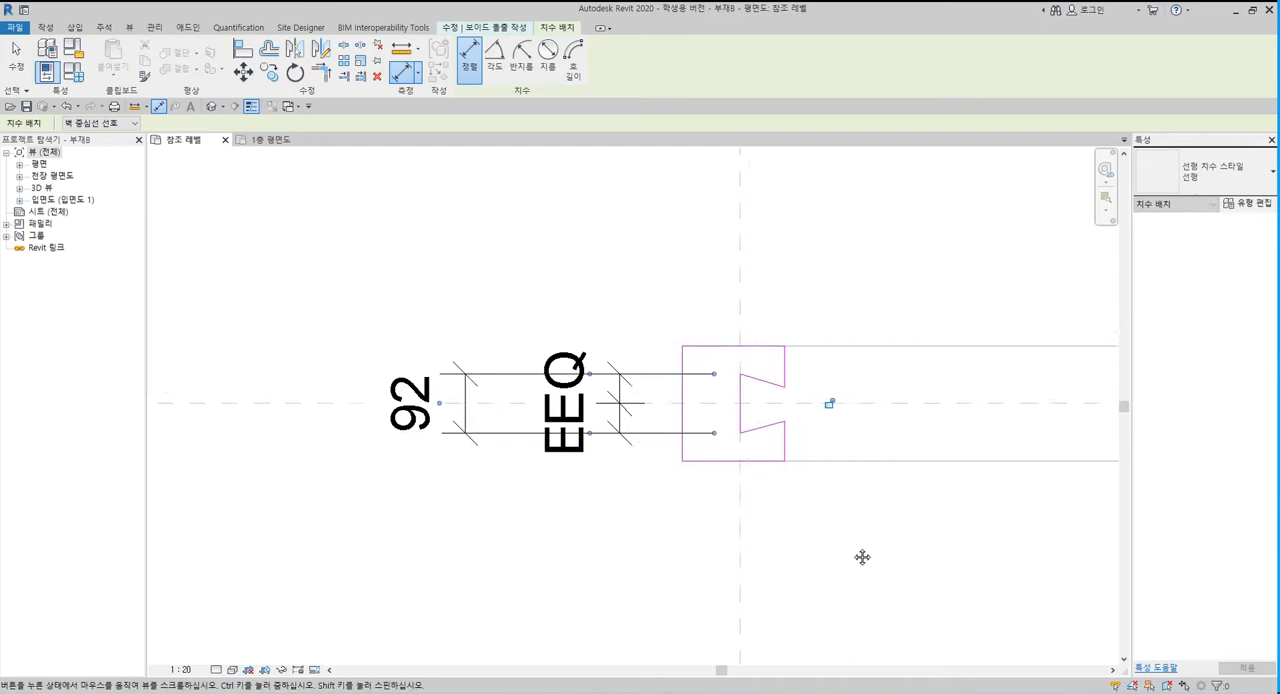 Autodesk Revit 2020 - 학생용 버전 - 부재B - 평면도: 참조 레벨
로그인
파일 작성 삽입 주석 뷰 관리 애드인 Quantification Site Designer BIM Interoperability Tools 수정 | 보이드 돌출 작성 치수 배치
수정
붙여넣기
절단
결합
정렬 각도 반지름 지름 호 길이
선택 특성 클립보드 형상 수정 측정 작성 치수
치수 배치 벽 중심선 선호
프로젝트 탐색기 - 부재B
참조 레벨 1층 평면도
특성
뷰 (전체)
평면
천장 평면도
3D 뷰
입면도 (입면도 1)
시트 (전체)
패밀리
그룹
Revit 링크
선형 치수 스타일
선형
치수 배치 유형 편집
92
EEQ
1 : 20
특성 도움말 적용
버튼을 누른 상태에서 마우스를 움직여 뷰를 스크롤하십시오. Ctrl 키를 눌러 줌하십시오. Shift 키를 눌러 스핀하십시오.
:0